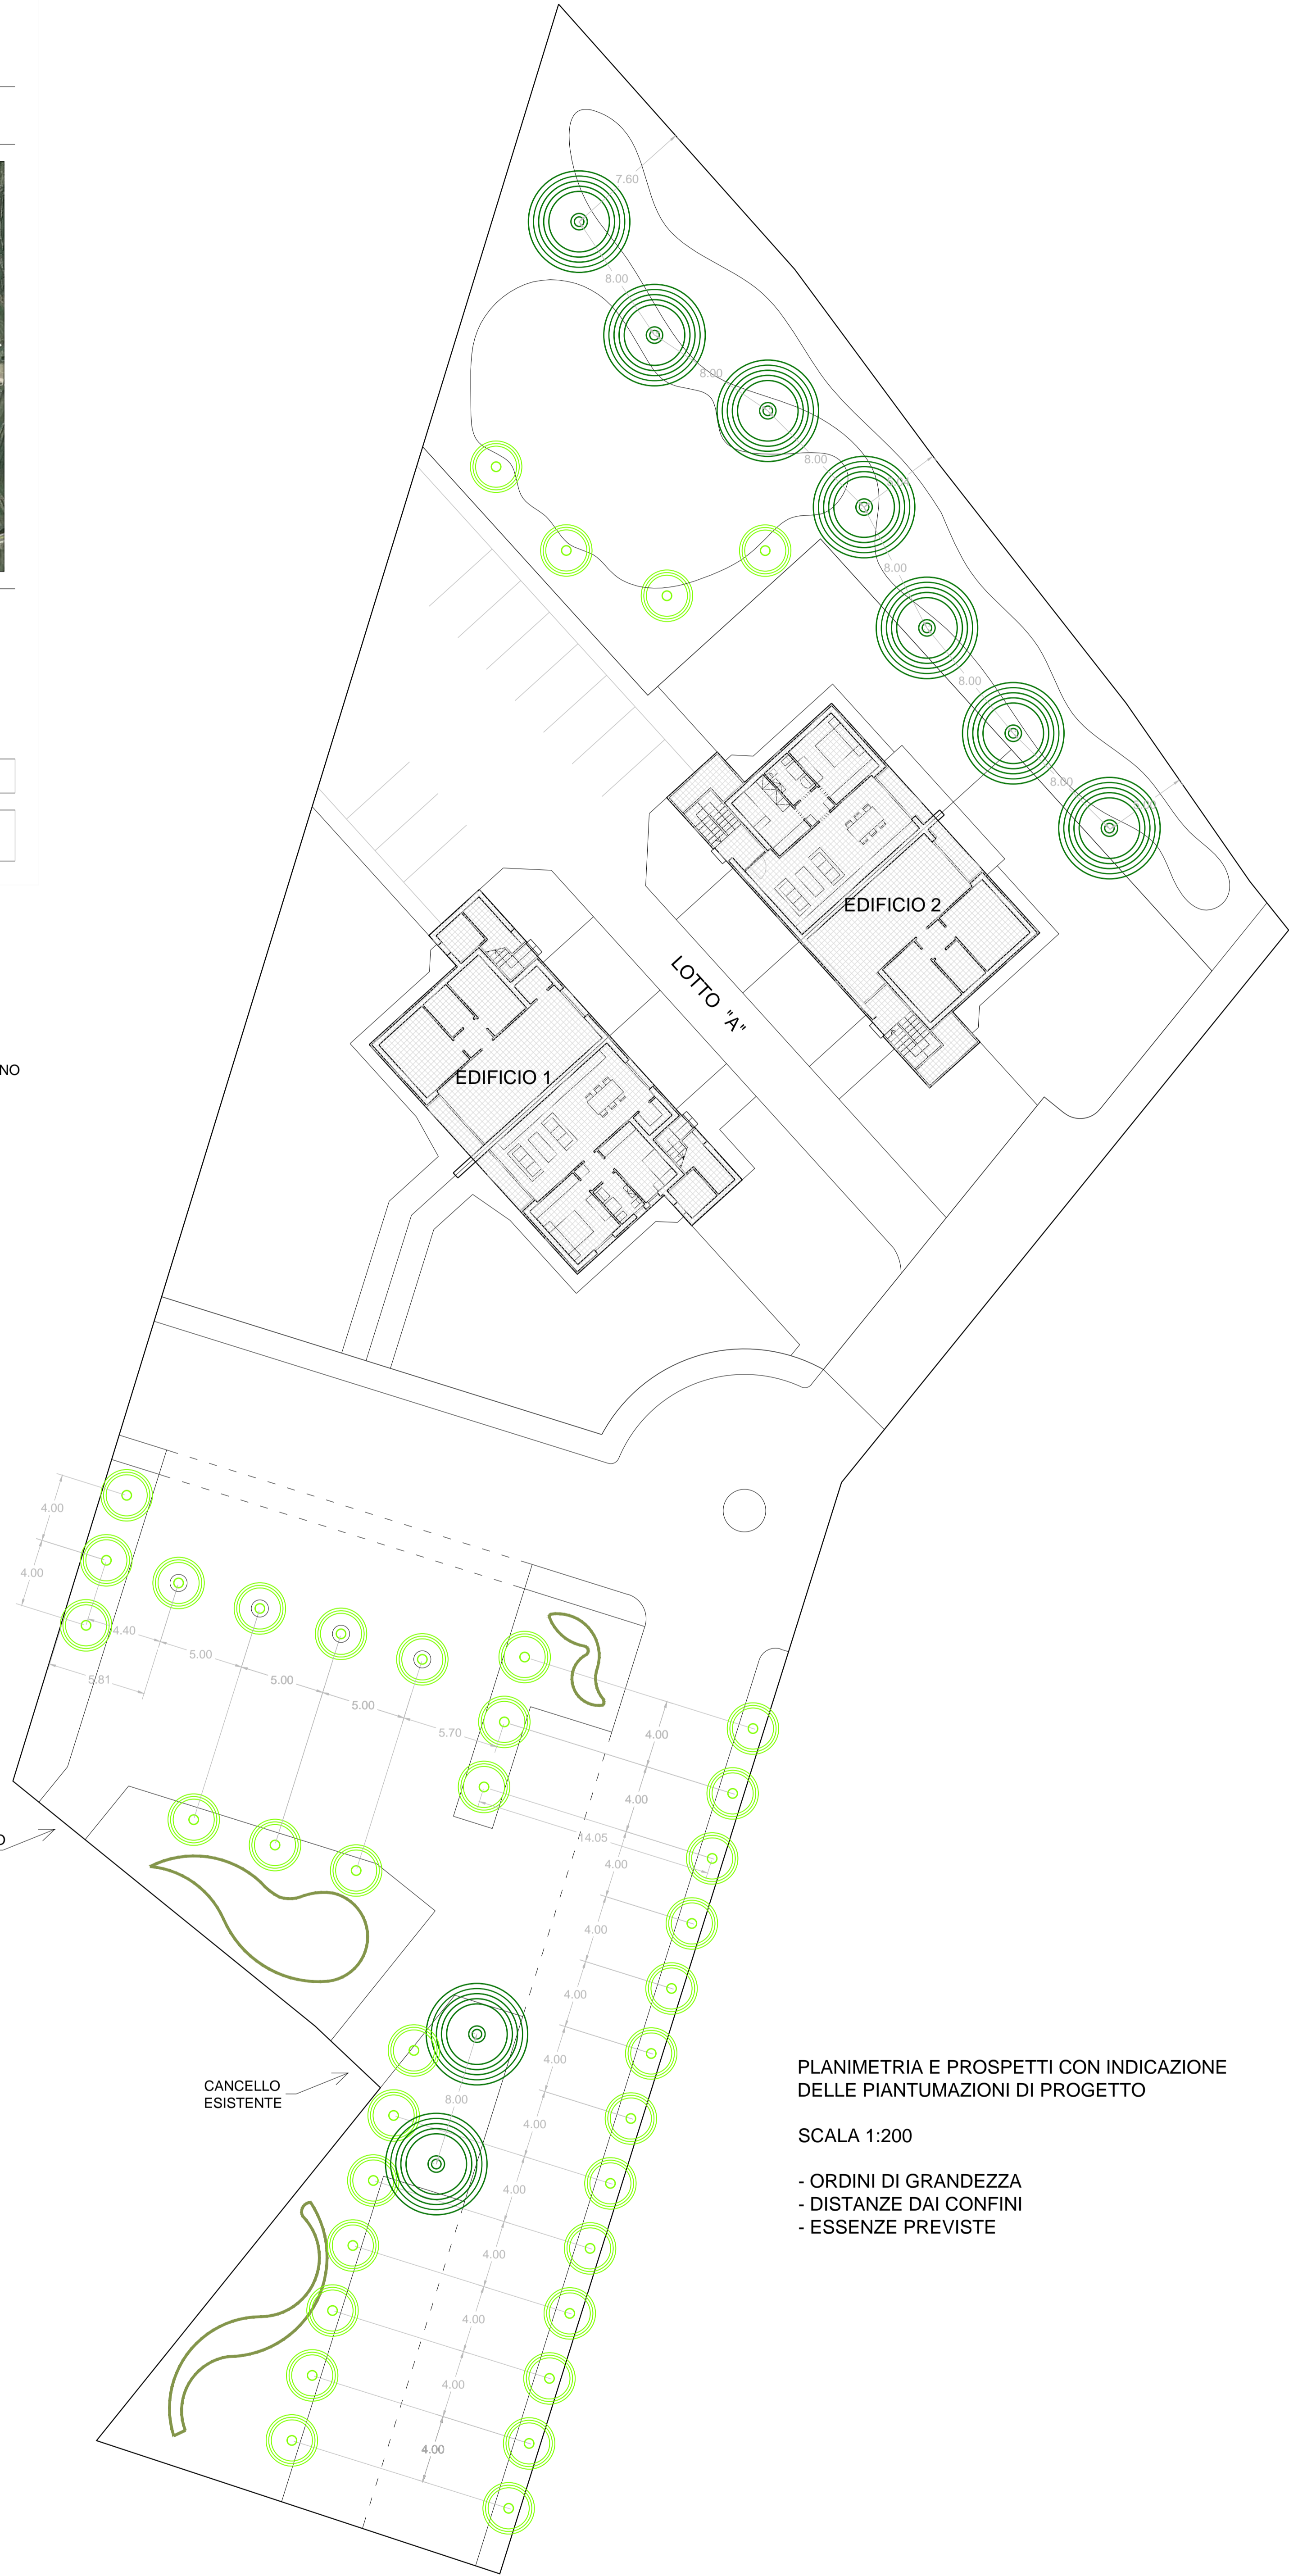 7.60
8.00
8.00
8.00
8.00
8.00
8.00
EDIFICIO 2
LOTTO "A"
NO
EDIFICIO 1
4.00
4.00
4.40
5.00
5.81
5.00
5.00
5.70
4.00
4.00
14.05
4.00
4.00
4.00
4.00
4.00
4.00
4.00
4.00
4.00
4.00
8.00
CANCELLO
ESISTENTE
PLANIMETRIA E PROSPETTI CON INDICAZIONE
DELLE PIANTUMAZIONI DI PROGETTO
SCALA 1:200
- ORDINI DI GRANDEZZA
- DISTANZE DAI CONFINI
- ESSENZE PREVISTE